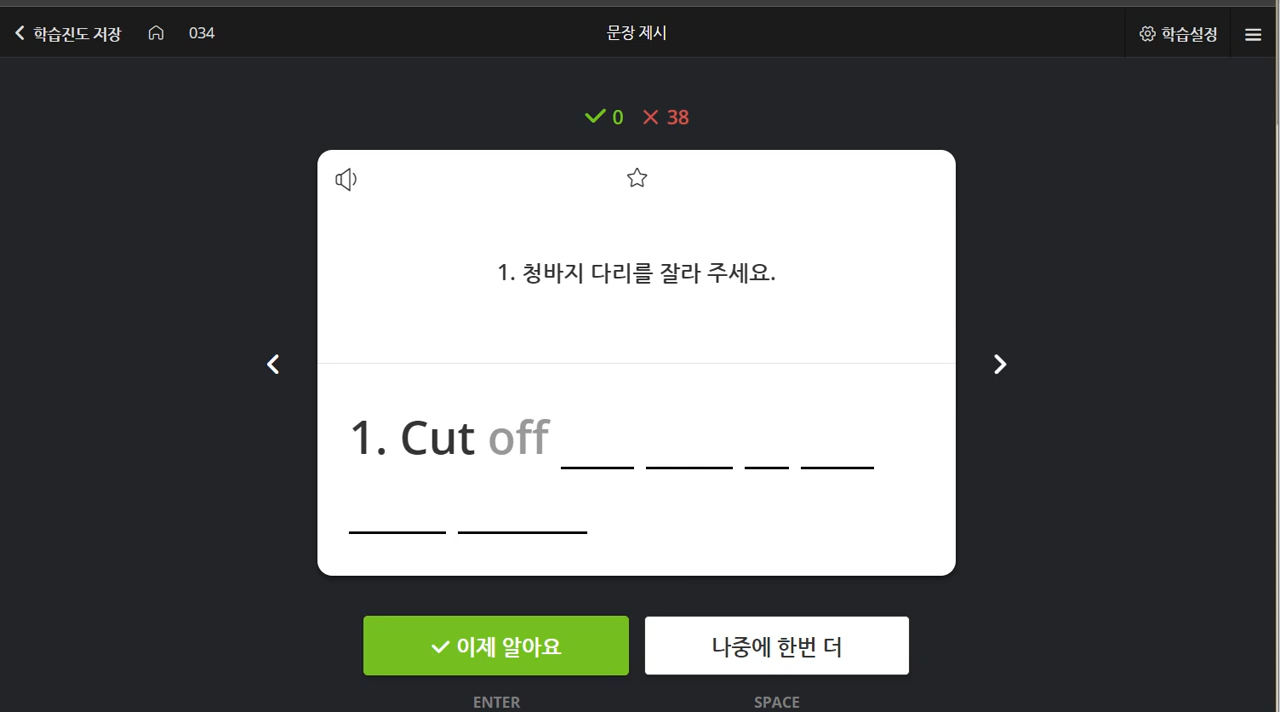 학습진도 저장 034 문장 제시 학습설정
0 38
1. 청바지 다리를 잘라 주세요.
1. Cut off
이제 알아요 나중에 한번 더
ENTER SPACE